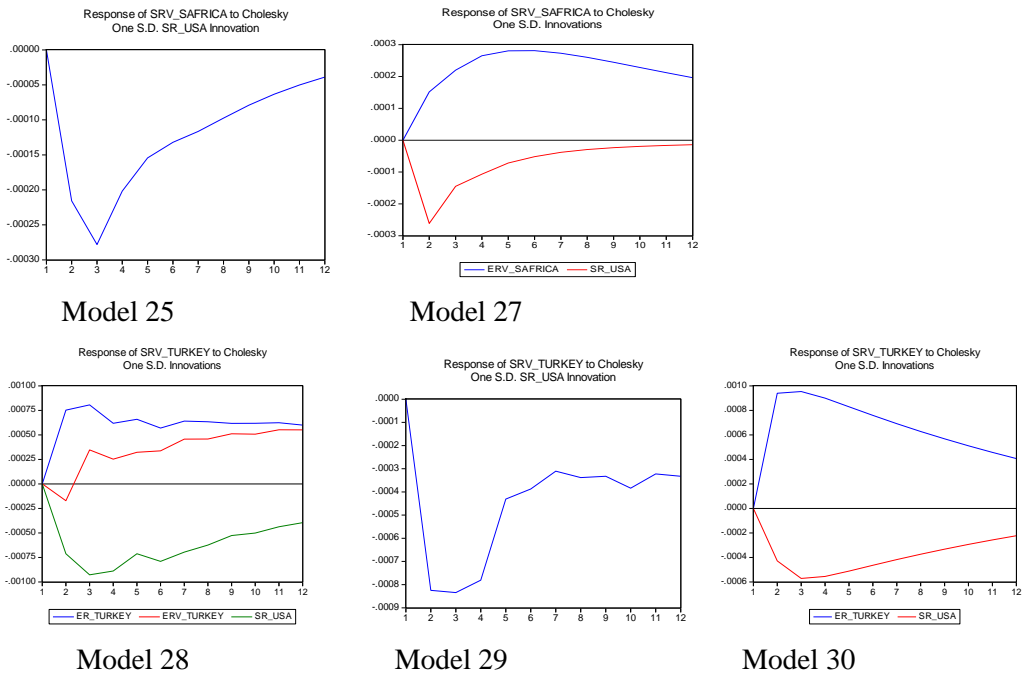 Response of SRV_SAFRICA to Cholesky
One S.D. SR_USA Innovation
.00000
-.00005
-.00010
-.00015
-.00020
-.00025
-.00030
1 2 3 4 5 6 7 8 9 10 11 12
Model 25
Response of SRV_SAFRICA to Cholesky
One S.D. Innovations
.0003
.0002
.0001
.0000
-.0001
-.0002
-.0003
1 2 3 4 5 6 7 8 9 10 11 12
ERV_SAFRICA SR_USA
Model 27
Response of SRV_TURKEY to Cholesky
One S.D. Innovations
.00100
.00075
.00050
.00025
.00000
-.00025
-.00050
-.00075
-.00100
1 2 3 4 5 6 7 8 9 10 11 12
ER_TURKEY ERV_TURKEY SR_USA
Model 28
Response of SRV_TURKEY to Cholesky
One S.D. SR_USA Innovation
.0000
-.0001
-.0002
-.0003
-.0004
-.0005
-.0006
-.0007
-.0008
-.0009
1 2 3 4 5 6 7 8 9 10 11 12
Model 29
Response of SRV_TURKEY to Cholesky
One S.D. Innovations
.0010
.0008
.0006
.0004
.0002
.0000
-.0002
-.0004
-.0006
1 2 3 4 5 6 7 8 9 10 11 12
ER_TURKEY SR_USA
Model 30